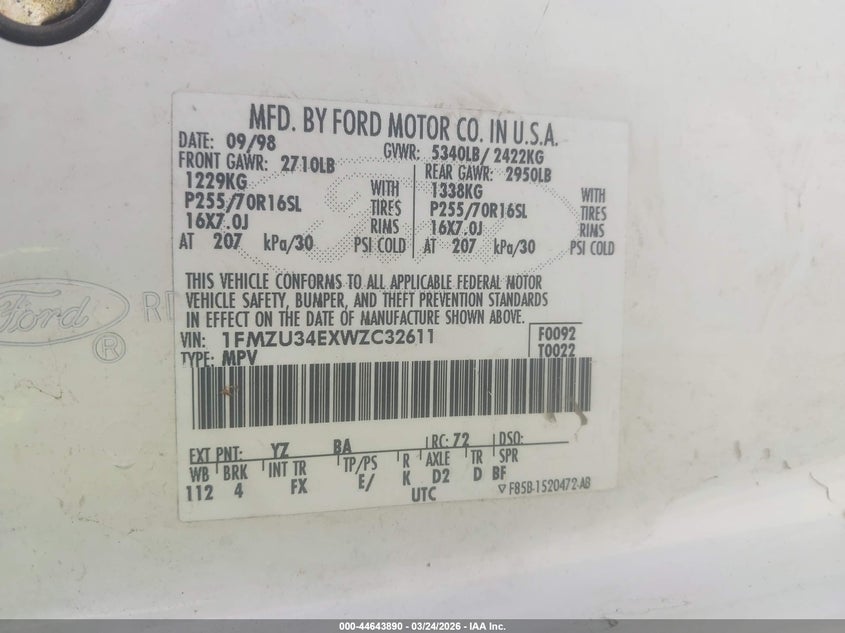 MFD. BY FORD MOTOR CO. IN U.S.A.
DATE: 09/98 GVWR: 5340LB/ 2422KG
FRONT GAWR: 2710LB REAR GAWR: 2950LB
1229KG WITH 1338KG WITH
P255/70R16SL TIRES P255/70R16SL TIRES
16X7.0J RIMS 16X7.0J RIMS
AT 207 kPa/30 PSI COLD AT 207 kPa/30 PSI COLD
THIS VEHICLE CONFORMS TO ALL APPLICABLE FEDERAL MOTOR
VEHICLE SAFETY, BUMPER, AND THEFT PREVENTION STANDARDS
IN EFFECT ON THE DATE OF MANUFACTURE SHOWN ABOVE.
VIN: 1FMZU34EXWZC32611 F0092
TYPE: MPV T0022
EXT PNT: YZ BA RC: 72 DSO:
WB BRK INT TR TP/PS R AXLE TR SPR
112 4 FX E/ K D2 D BF
UTC F85B-1520472-AB
Ford ®
000-44643890 - 03/24/2026 - IAA Inc.